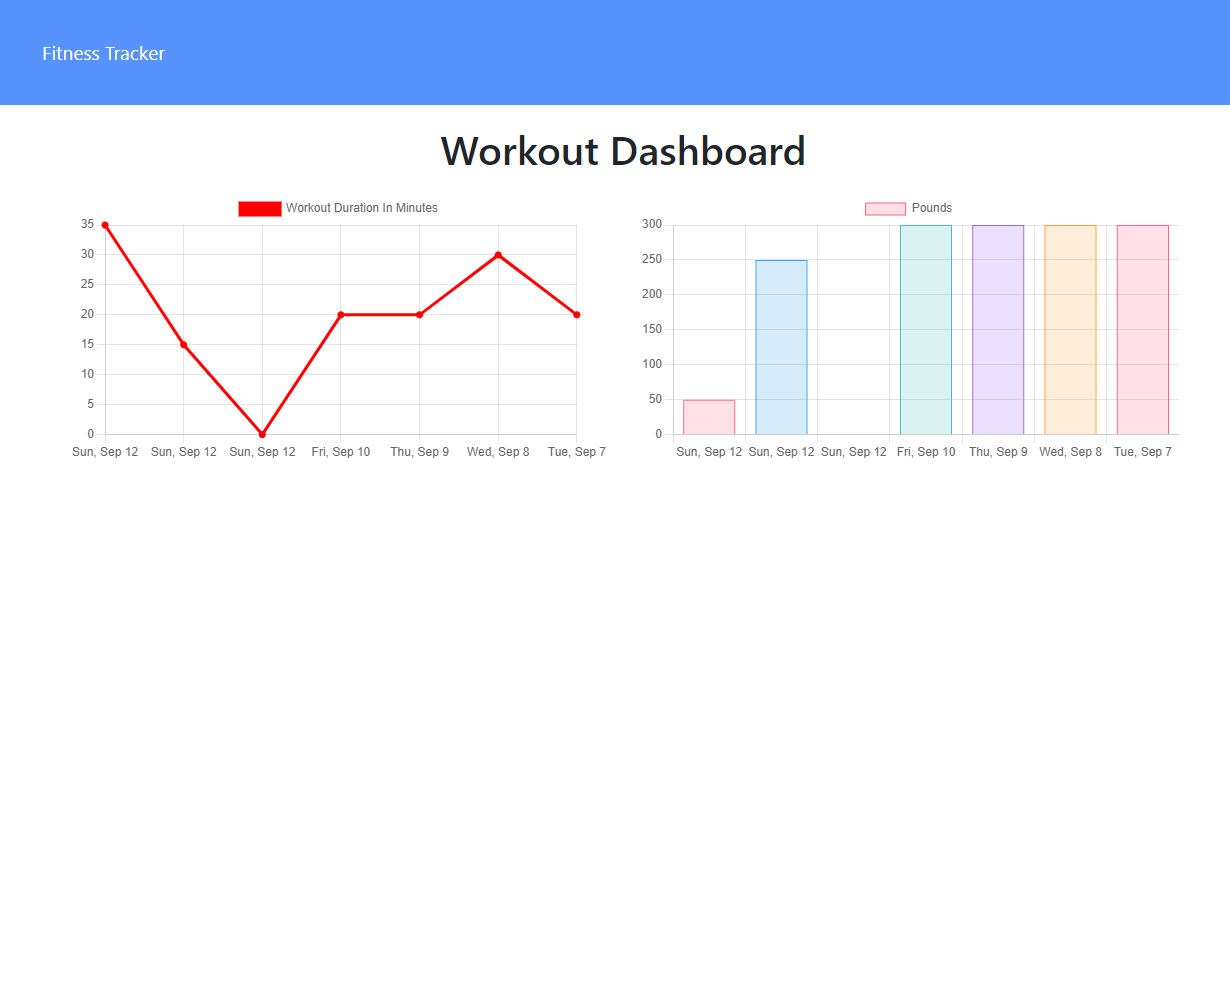 Fitness Tracker
Workout Dashboard
Workout Duration In Minutes
35
30
25
20
15
10
5
0
Sun, Sep 12 Sun, Sep 12 Sun, Sep 12 Fri, Sep 10 Thu, Sep 9 Wed, Sep 8 Tue, Sep 7
Pounds
300
250
200
150
100
50
0
Sun, Sep 12 Sun, Sep 12 Sun, Sep 12 Fri, Sep 10 Thu, Sep 9 Wed, Sep 8 Tue, Sep 7